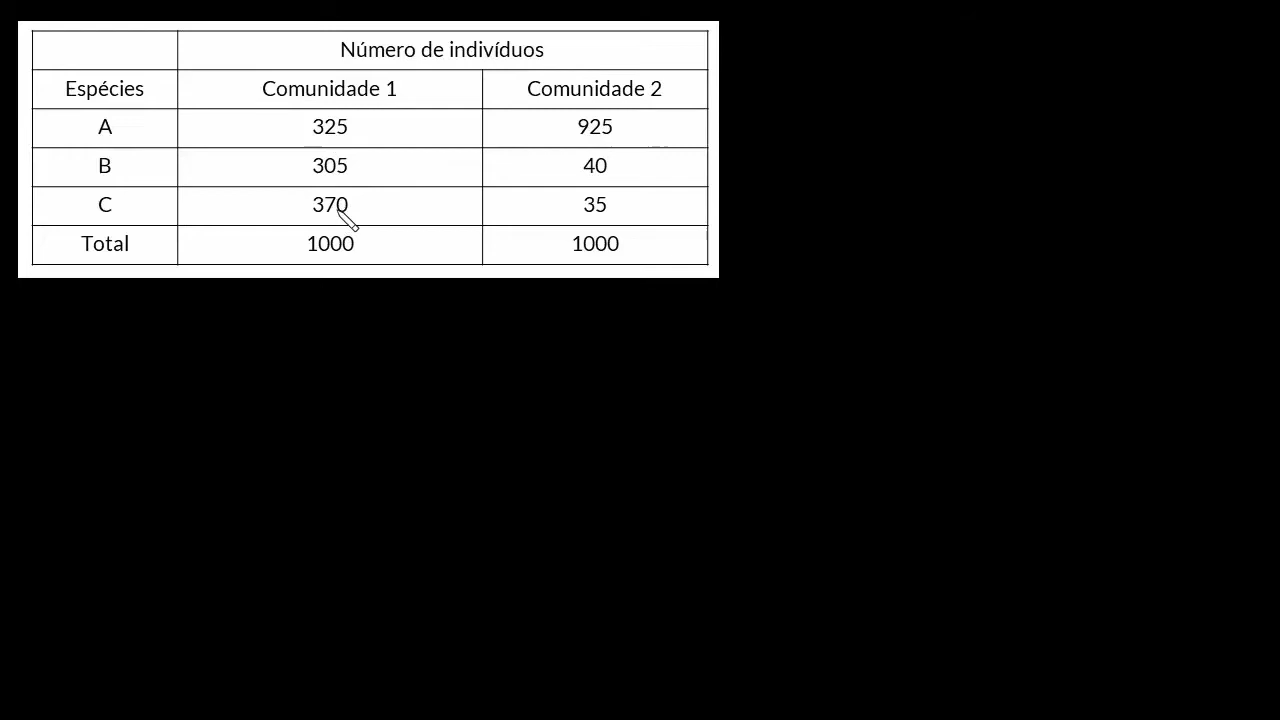 Número de indivíduos
Espécies Comunidade 1 Comunidade 2
A 325 925
B 305 40
C 370 35
Total 1000 1000